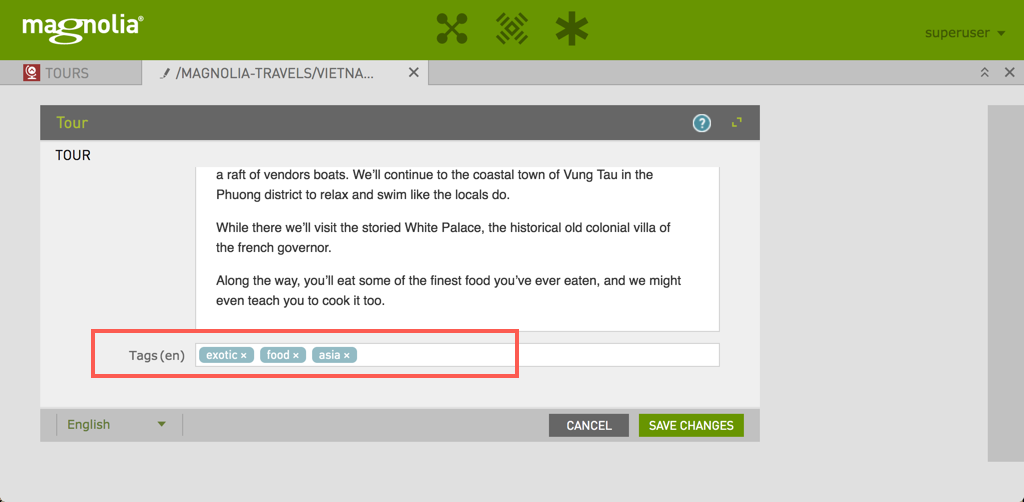 magnolia®
superuser
TOURS
/MAGNOLIA-TRAVELS/VIETNA...
Tour
?
TOUR
a raft of vendors boats. We’ll continue to the coastal town of Vung Tau in the
Phuong district to relax and swim like the locals do.
While there we’ll visit the storied White Palace, the historical old colonial villa of
the french governor.
Along the way, you’ll eat some of the finest food you’ve ever eaten, and we might
even teach you to cook it too.
Tags (en) exotic × food × asia ×
English CANCEL SAVE CHANGES